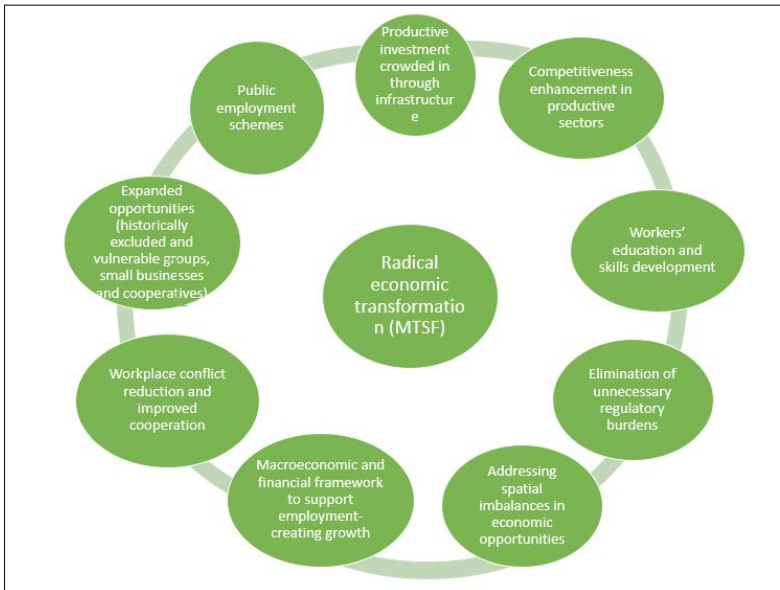 Productive
investment
crowded in
through
infrastructur
e
Competitiveness
enhancement in
productive
sectors
Workers'
education and
skills development
Elimination of
unnecessary
regulatory
burdens
Addressing
spatial
imbalances in
economic
opportunities
Macroeconomic and
financial framework
to support
employment-
creating growth
Workplace conflict
reduction and
improved
cooperation
Expanded
opportunities
(historically
excluded and
vulnerable groups,
small businesses
and cooperatives)
Public
employment
schemes
Radical
economic
transformatio
n (MTSF)